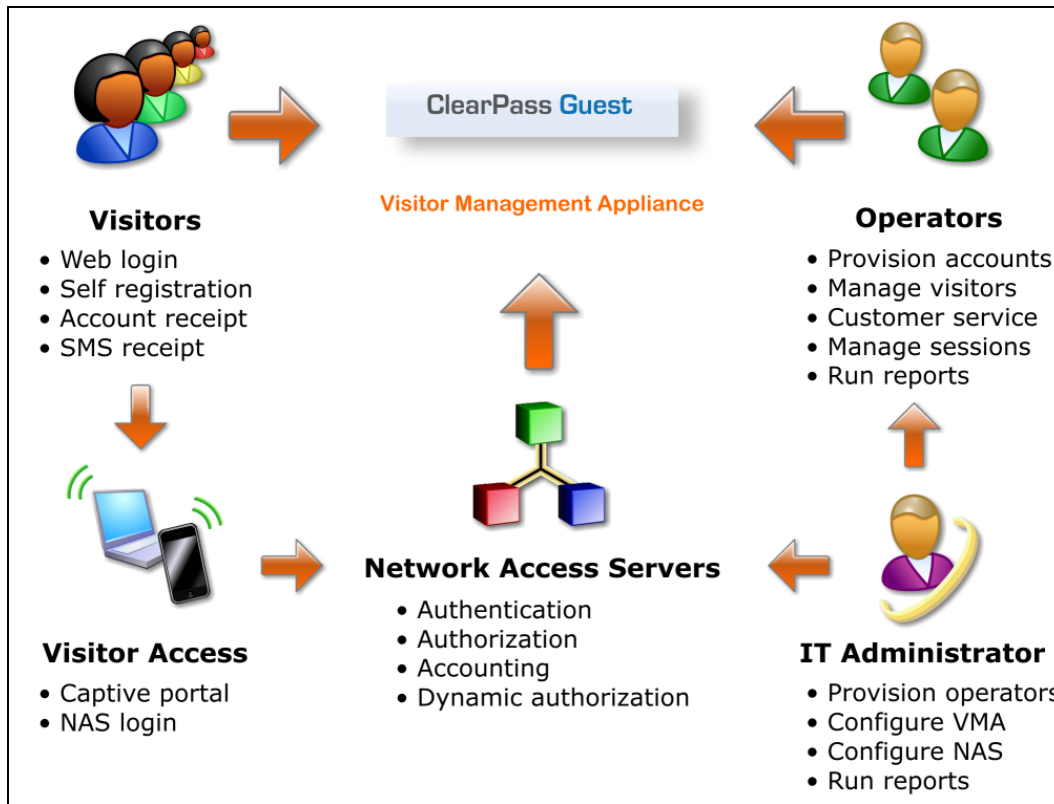 ClearPass Guest
Visitor Management Appliance
Visitors
• Web login
• Self registration
• Account receipt
• SMS receipt
Operators
• Provision accounts
• Manage visitors
• Customer service
• Manage sessions
• Run reports
Visitor Access
• Captive portal
• NAS login
Network Access Servers
• Authentication
• Authorization
• Accounting
• Dynamic authorization
IT Administrator
• Provision operators
• Configure VMA
• Configure NAS
• Run reports